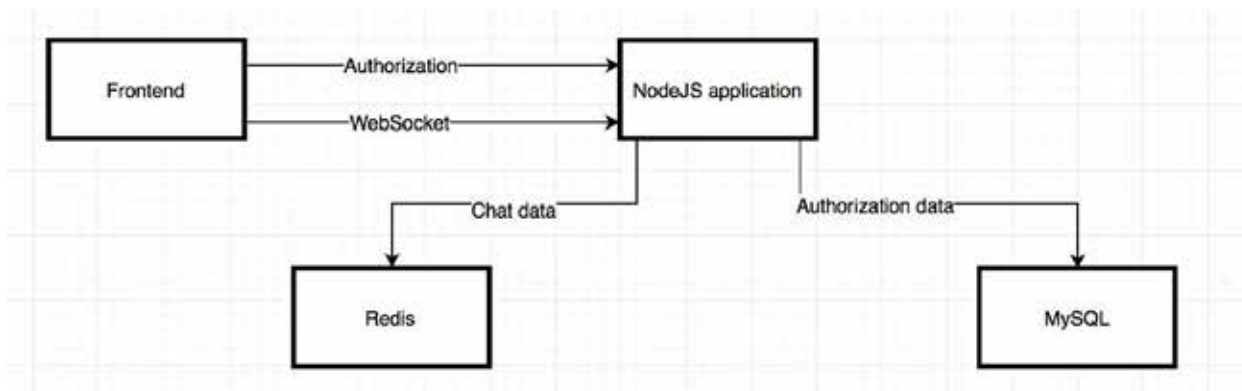 Frontend
Authorization
WebSocket
NodeJS application
Chat data
Authorization data
Redis
MySQL